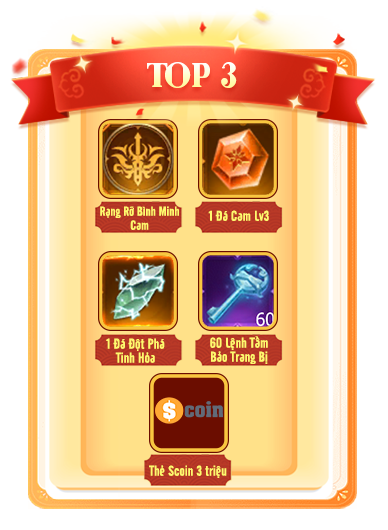 TOP 3
Rạng Rỡ Bình Minh
Cam
1 Đá Cam Lv3
1 Đá Đột Phá
Tinh Hỏa
60
60 Lệnh Tầm
Bảo Trang Bị
$coin
Thẻ Scoin 3 triệu